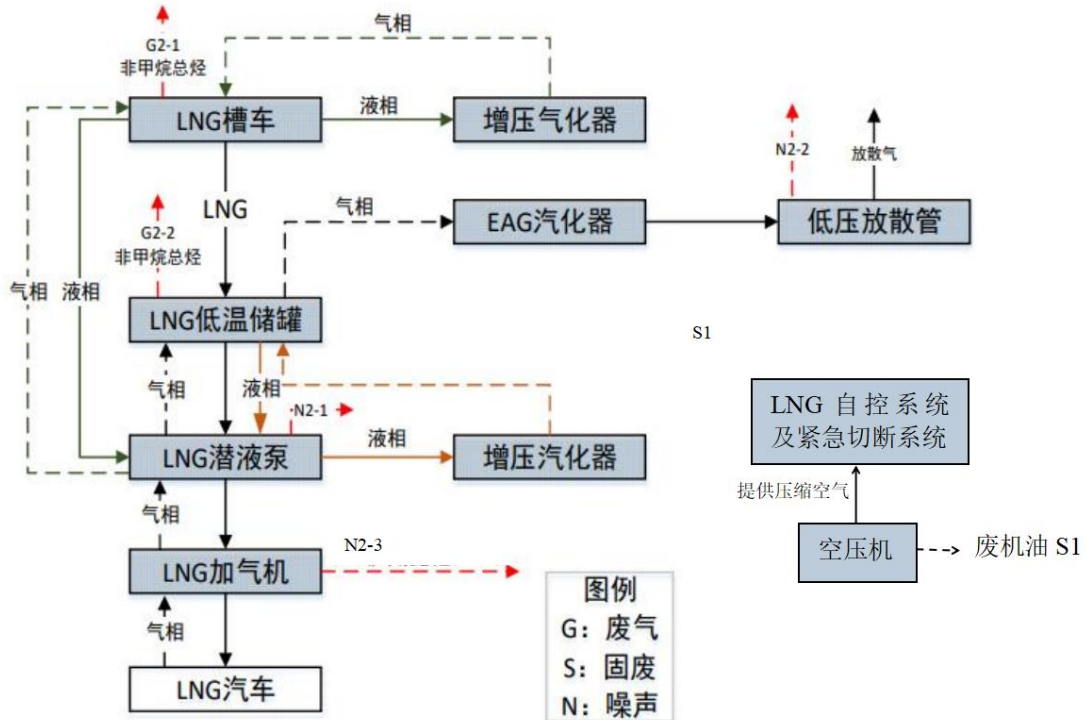 气相
G2-1
非甲烷总烃
LNG槽车
液相
增压气化器
N2-2
放散气
LNG
气相
EAG汽化器
低压放散管
G2-2
非甲烷总烃
气相
液相
LNG低温储罐
S1
气相
液相
N2-1
LNG自控系统
及紧急切断系统
LNG潜液泵
液相
增压汽化器
提供压缩空气
气相
N2-3
空压机
废机油 S1
LNG加气机
图例
G：废气
气相
S：固废
LNG汽车
N：噪声